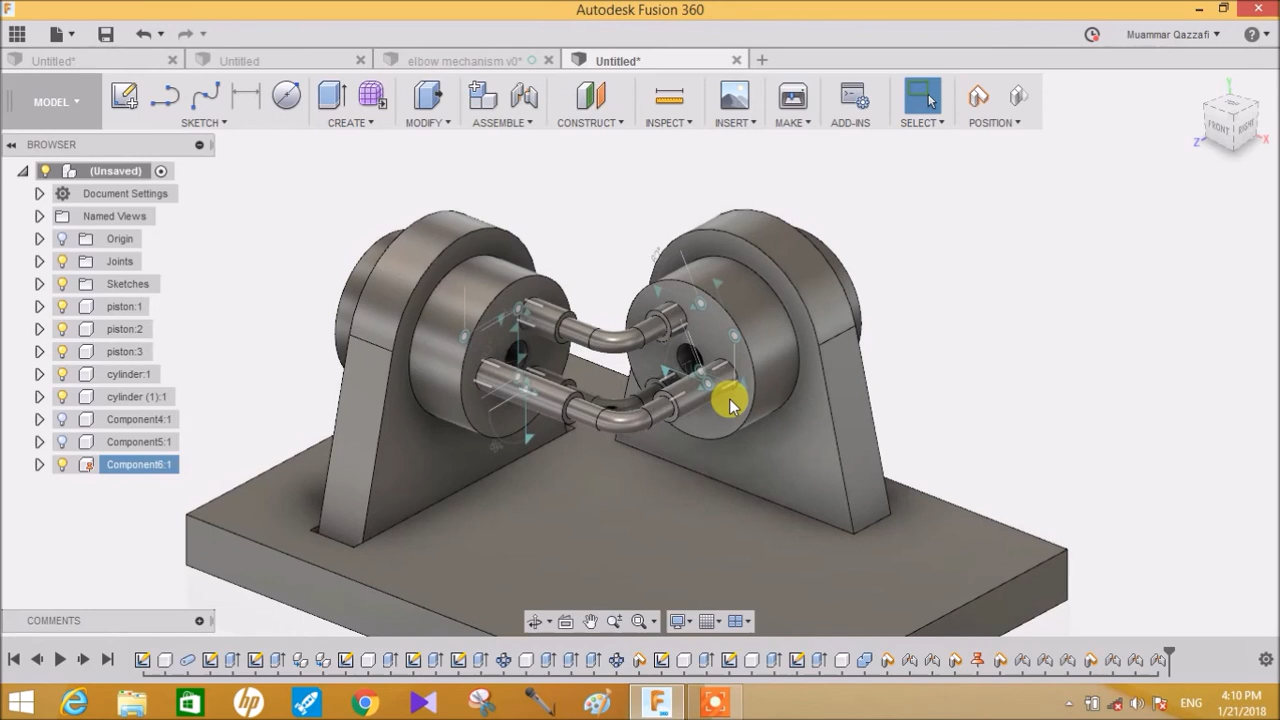 Autodesk Fusion 360
Muammar Qazzafi
Untitled*
Untitled
elbow mechanism v0*
Untitled*
MODEL
SKETCH
CREATE
MODIFY
ASSEMBLE
CONSTRUCT
INSPECT
INSERT
MAKE
ADD-INS
SELECT
POSITION
BROWSER
(Unsaved)
Document Settings
Named Views
Origin
Joints
Sketches
piston:1
piston:2
piston:3
cylinder:1
cylinder (1):1
Component4:1
Component5:1
Component6:1
FRONT
RIGHT
Y
X
Z
COMMENTS
ENG
4:10 PM
1/21/2018